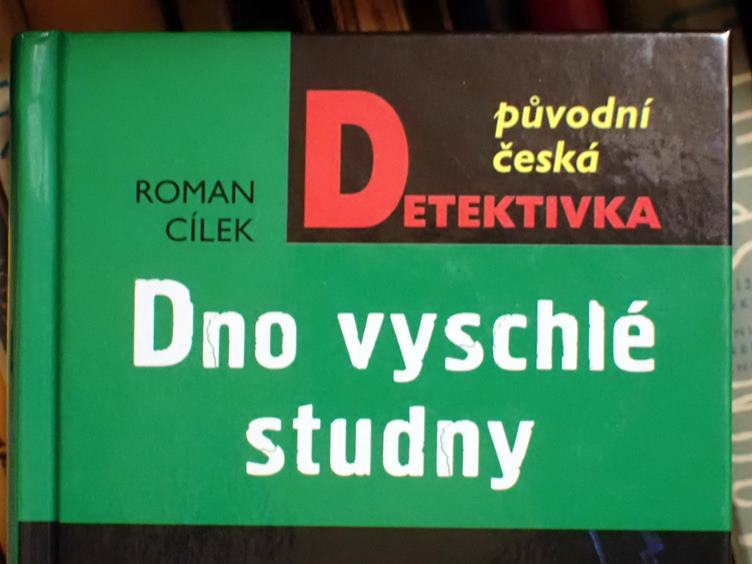 ROMAN
CÍLEK
původní
česká
DETEKTIVKA
Dno vyschlé
studny